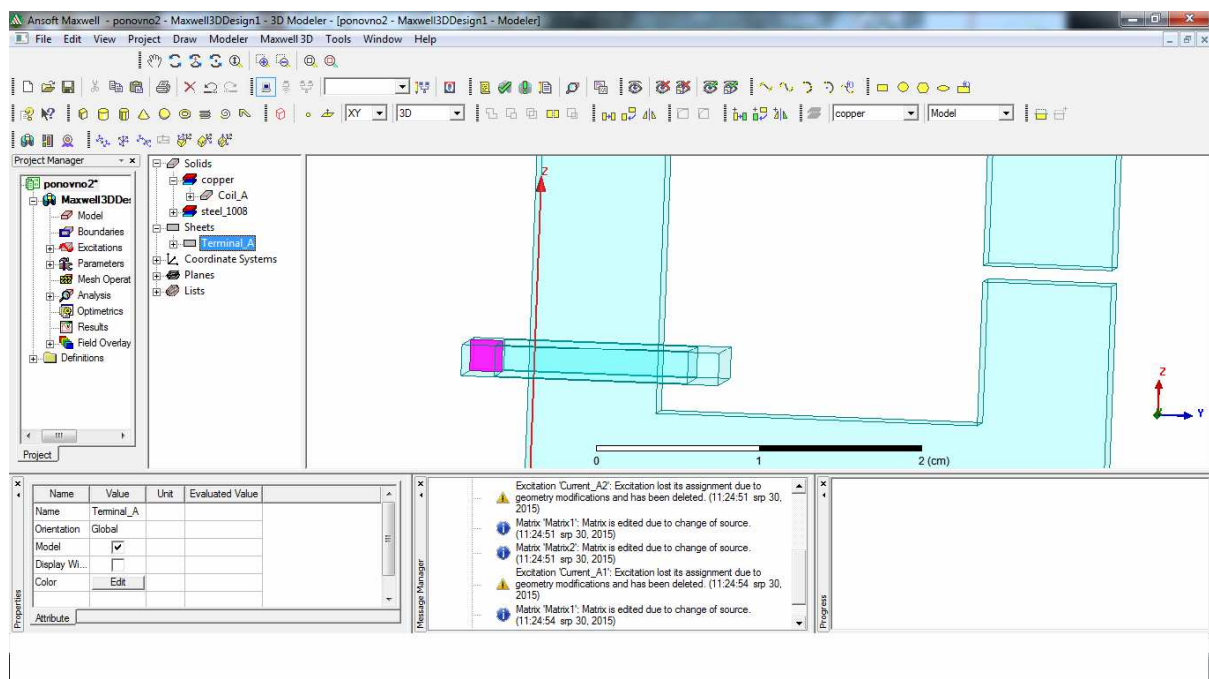 Ansoft Maxwell - ponovno2 - Maxwell3DDesign1 - 3D Modeler - [ponovno2 - Maxwell3DDesign1 - Modeler]
File Edit View Project Draw Modeler Maxwell 3D Tools Window Help
XY 3D copper Model
Project Manager
ponovno2*
Maxwell3DDe:
Model
Boundaries
Excitations
Parameters
Mesh Operat
Analysis
Optimetrics
Results
Field Overlay
Definitions
Project
Solids
copper
Coil_A
steel_1008
Sheets
Terminal_A
Coordinate Systems
Planes
Lists
Z
Z
Y
0 1 2 (cm)
Name Value Unit Evaluated Value
Name Terminal_A
Orientation Global
Model
Display Wi...
Color Edit
Attribute
Properties
Excitation 'Current_A2': Excitation lost its assignment due to
geometry modifications and has been deleted. (11:24:51 srp 30,
2015)
Matrix 'Matrix1': Matrix is edited due to change of source.
(11:24:51 srp 30, 2015)
Matrix 'Matrix2': Matrix is edited due to change of source.
(11:24:51 srp 30, 2015)
Excitation 'Current_A1': Excitation lost its assignment due to
geometry modifications and has been deleted. (11:24:54 srp 30,
2015)
Matrix 'Matrix1': Matrix is edited due to change of source.
(11:24:54 srp 30, 2015)
Message Manager
Progress